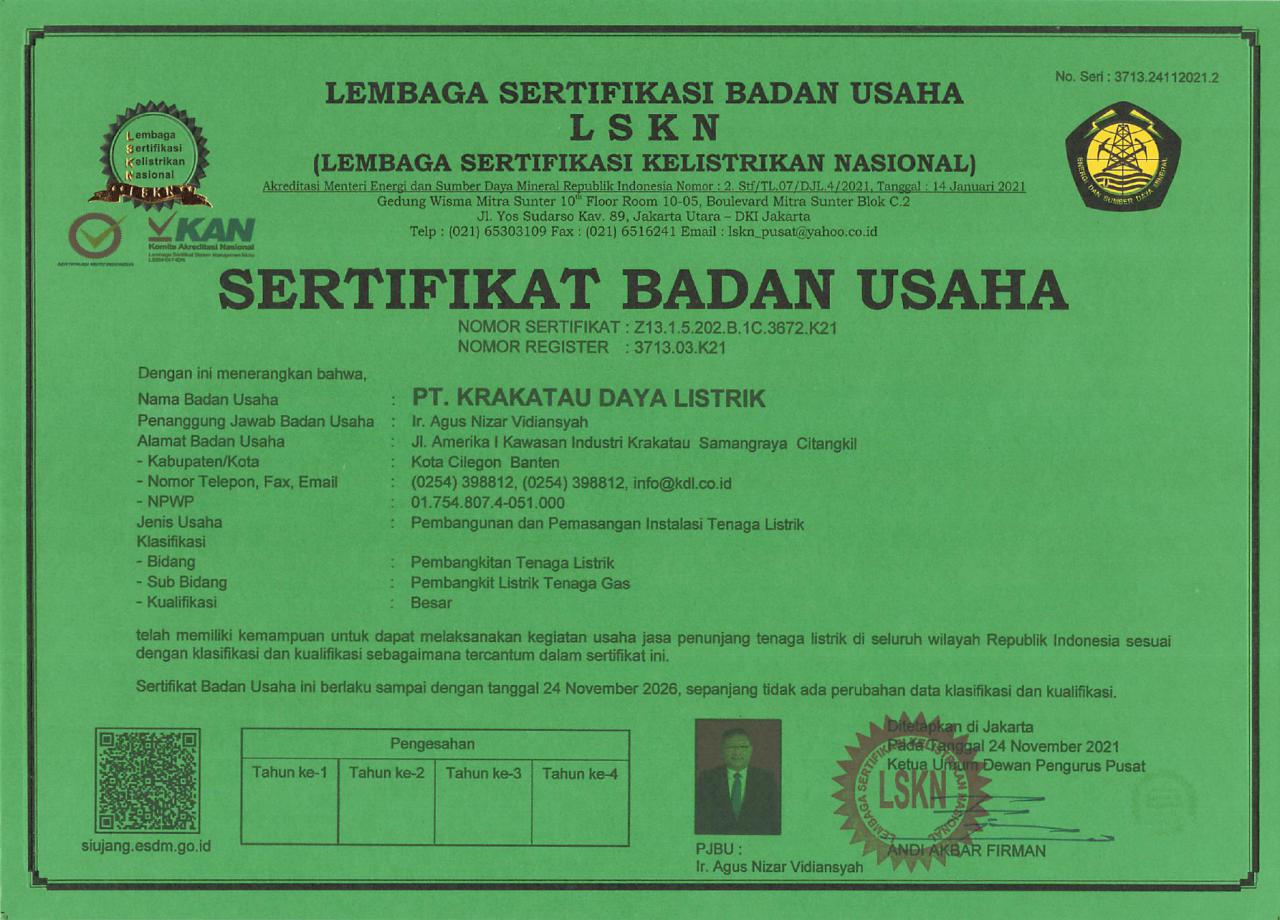 No. Seri : 3713.24112021.2
LEMBAGA SERTIFIKASI BADAN USAHA
L S K N
(LEMBAGA SERTIFIKASI KELISTRIKAN NASIONAL)
Akreditasi Menteri Energi dan Sumber Daya Mineral Republik Indonesia Nomor : 2. Stf/TL.07/DJL.4/2021, Tanggal : 14 Januari 2021
Gedung Wisma Mitra Sunter 10th Floor Room 10-05, Boulevard Mitra Sunter Blok C.2
Jl. Yos Sudarso Kav. 89, Jakarta Utara – DKI Jakarta
Telp : (021) 65303109 Fax : (021) 6516241 Email : lskn_pusat@yahoo.co.id
Lembaga
Sertifikasi
Kelistrikan
Nasional
LSKN
KAN
Komite Akreditasi Nasional
ENERGI DAN SUMBER DAYA MINERAL
SERTIFIKAT BADAN USAHA
NOMOR SERTIFIKAT : Z13.1.5.202.B.1C.3672.K21
NOMOR REGISTER : 3713.03.K21
Dengan ini menerangkan bahwa,
Nama Badan Usaha : PT. KRAKATAU DAYA LISTRIK
Penanggung Jawab Badan Usaha : Ir. Agus Nizar Vidiansyah
Alamat Badan Usaha : Jl. Amerika I Kawasan Industri Krakatau Samangraya Citangkil
- Kabupaten/Kota : Kota Cilegon Banten
- Nomor Telepon, Fax, Email : (0254) 398812, (0254) 398812, info@kdl.co.id
- NPWP : 01.754.807.4-051.000
Jenis Usaha : Pembangunan dan Pemasangan Instalasi Tenaga Listrik
Klasifikasi
- Bidang : Pembangkitan Tenaga Listrik
- Sub Bidang : Pembangkit Listrik Tenaga Gas
- Kualifikasi : Besar
telah memiliki kemampuan untuk dapat melaksanakan kegiatan usaha jasa penunjang tenaga listrik di seluruh wilayah Republik Indonesia sesuai
dengan klasifikasi dan kualifikasi sebagaimana tercantum dalam sertifikat ini.
Sertifikat Badan Usaha ini berlaku sampai dengan tanggal 24 November 2026, sepanjang tidak ada perubahan data klasifikasi dan kualifikasi.
siujang.esdm.go.id
Pengesahan
Tahun ke-1 Tahun ke-2 Tahun ke-3 Tahun ke-4
PJBU :
Ir. Agus Nizar Vidiansyah
Ditetapkan di Jakarta
Pada Tanggal 24 November 2021
Ketua Umum Dewan Pengurus Pusat
LEMBAGA SERTIFIKASI KELISTRIKAN NASIONAL
LSKN
ANDI AKBAR FIRMAN